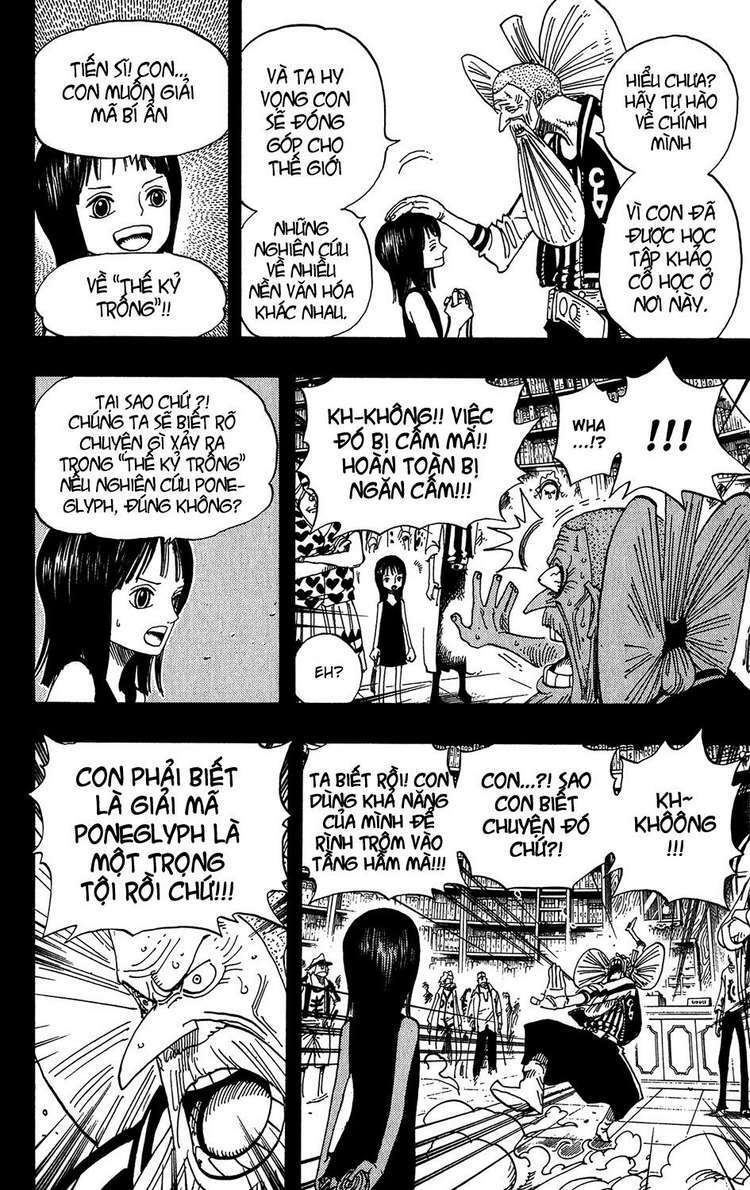 HIỂU CHƯA?
HÃY TỰ HÀO
VỀ CHÍNH
MÌNH
VÌ CON ĐÃ
ĐƯỢC HỌC
TẬP KHẢO
CỔ HỌC Ở
NƠI NÀY.
VÀ TA HY
VỌNG CON
SẼ ĐÓNG
GÓP CHO
THẾ GIỚI
NHỮNG
NGHIÊN CỨU
VỀ NHIỀU
NỀN VĂN HÓA
KHÁC NHAU.
TIẾN SĨ! CON...
CON MUỐN GIẢI
MÃ BÍ ẨN
VỀ "THẾ KỶ
TRỐNG"!!
!!!
WHA
...!?
KH-KHÔNG!! VIỆC
ĐÓ BỊ CẤM MÀ!!
HOÀN TOÀN BỊ
NGĂN CẤM!!!
EH?
TẠI SAO CHỨ ?!
CHÚNG TA SẼ BIẾT RÕ
CHUYỆN GÌ XẢY RA
TRONG "THẾ KỶ TRỐNG"
NẾU NGHIÊN CỨU PONE-
GLYPH, ĐÚNG KHÔNG?
KH-
KHÔÔNG
!!!
CON...?! SAO
CON BIẾT
CHUYỆN ĐÓ
CHỨ?!
TA BIẾT RỒI! CON
DÙNG KHẢ NĂNG
CỦA MÌNH ĐỂ
RÌNH TRỘM VÀO
TẦNG HẦM MÀ!!!
CON PHẢI BIẾT
LÀ GIẢI MÃ
PONEGLYPH LÀ
MỘT TRỌNG
TỘI RỒI CHỨ!!!